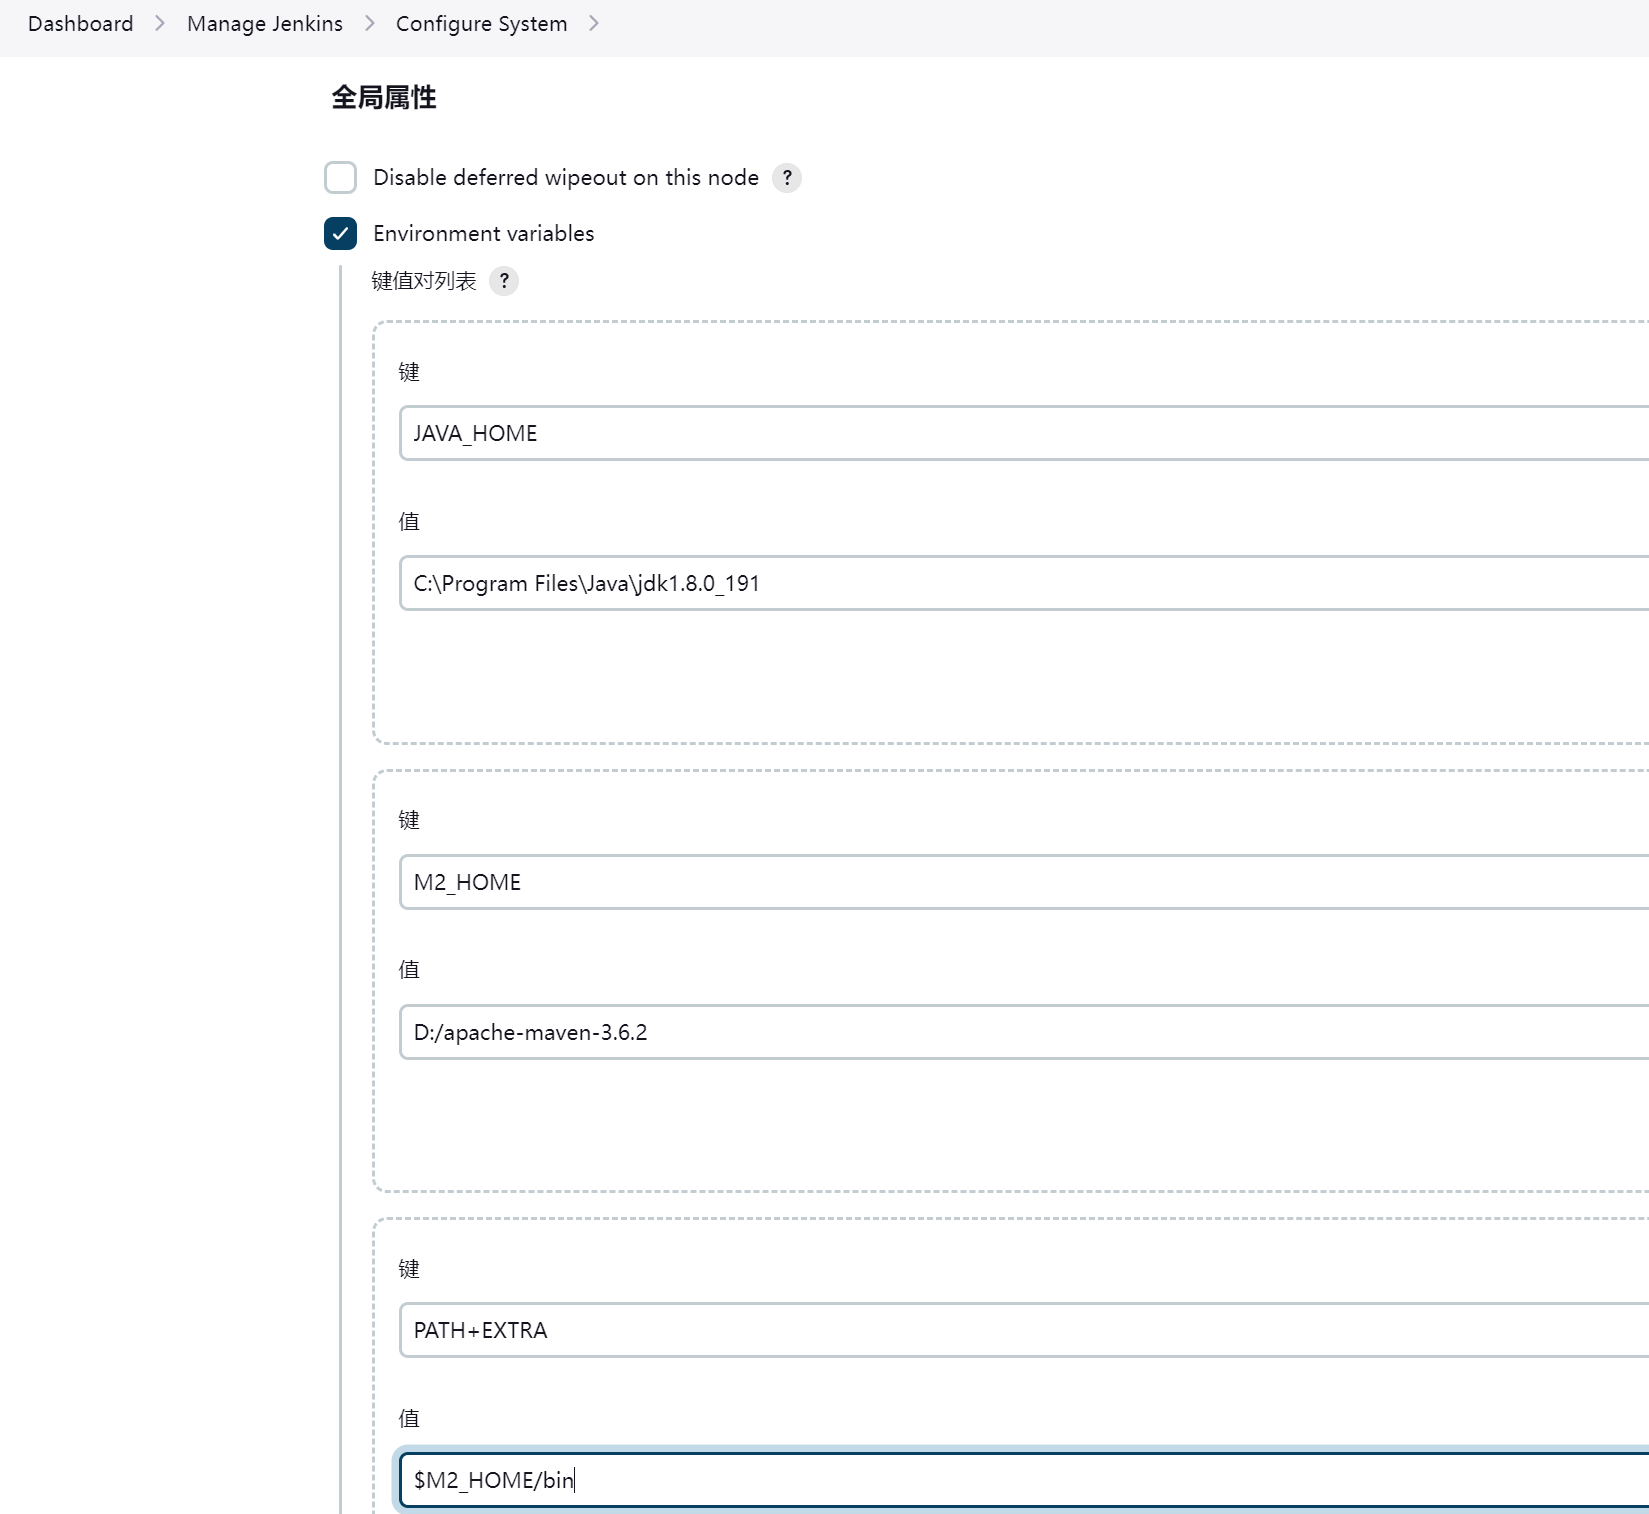 Dashboard > Manage Jenkins > Configure System >
全局属性
Disable deferred wipeout on this node ?
Environment variables
键值对列表 ?
键
JAVA_HOME
值
C:\Program Files\Java\jdk1.8.0_191
键
M2_HOME
值
D:/apache-maven-3.6.2
键
PATH+EXTRA
值
$M2_HOME/bin